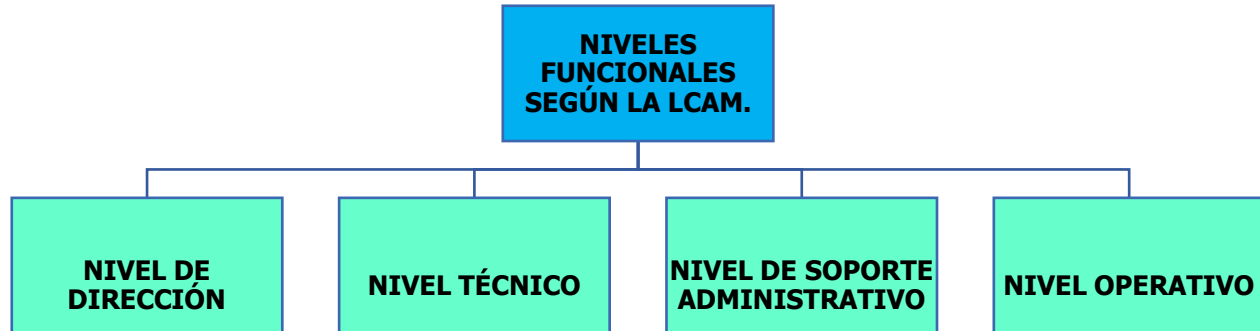 NIVELES
FUNCIONALES
SEGÚN LA LCAM.
NIVEL DE
DIRECCIÓN
NIVEL TÉCNICO
NIVEL DE SOPORTE
ADMINISTRATIVO
NIVEL OPERATIVO